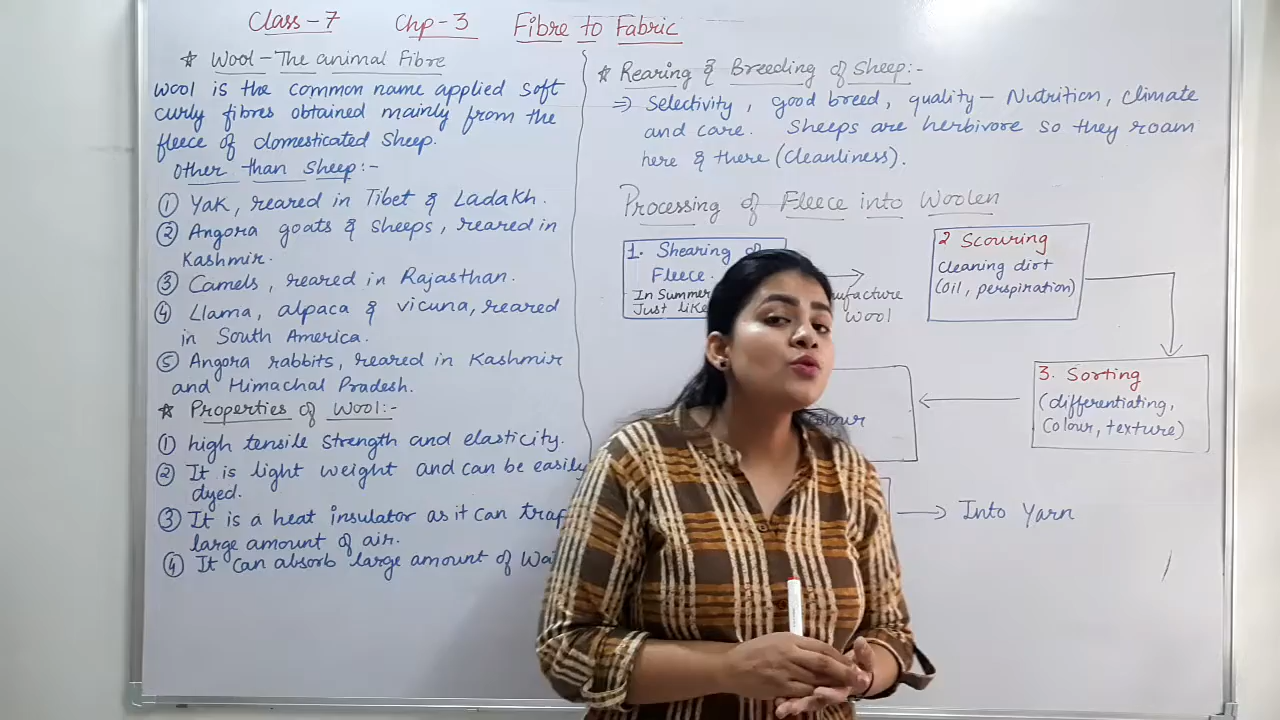 Class-7 Chp-3 Fibre to Fabric
☆ Wool-The animal Fibre
Wool is the common name applied soft
curly fibres obtained mainly from the
fleece of domesticated Sheep.
Other than Sheep:-
① Yak, reared in Tibet & Ladakh.
② Angora goats & Sheeps, reared in
Kashmir.
③ Camels, reared in Rajasthan.
④ Llama, alpaca & vicuna, reared
in South America.
⑤ Angora rabbits, reared in Kashmir
and Himachal Pradesh.
☆ Properties of Wool:-
① high tensile strength and elasticity.
② It is light weight and can be easily
dyed.
③ It is a heat insulator as it can trap
large amount of air.
④ It can absorb large amount of
☆ Rearing & Breeding of Sheep:-
⇒ Selectivity, good breed, quality- Nutrition, Climate
and care. Sheeps are herbivore so they roam
here & there (Cleanliness).
Processing of Fleece into Woolen
1. Shearing of
Fleece.
In Summer
Just like
Wool
2 Scouring
Cleaning dirt
(Oil, perspiration)
3. Sorting
(differentiating,
Colour, texture)
Colour
→ Into Yarn